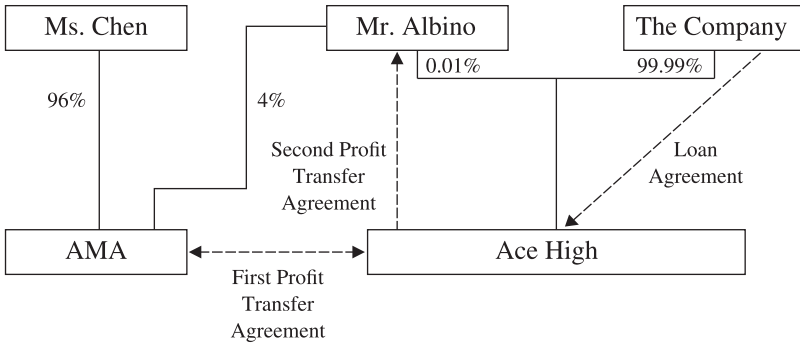 Ms. Chen
Mr. Albino
The Company
0.01%
99.99%
96%
4%
Second Profit
Transfer
Agreement
Loan
Agreement
AMA
Ace High
First Profit
Transfer
Agreement